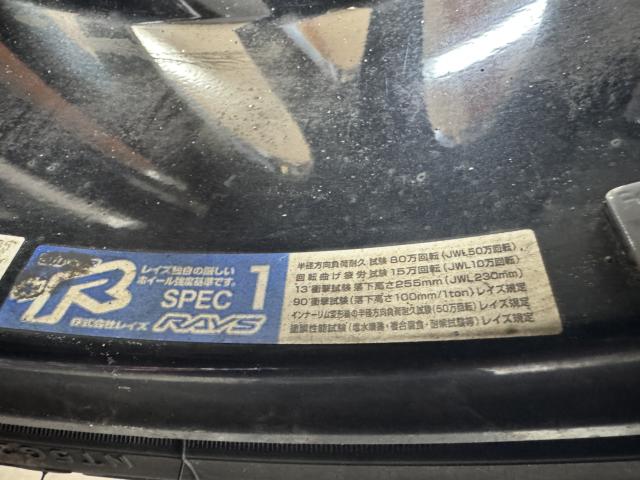 レイズ独自の厳しい
ホイール強度基準です。
SPEC 1
株式会社レイズ RAYS
半径方向負荷耐久試験 80万回転（JWL50万回転）、
回転曲げ疲労試験 15万回転（JWL10万回転）
13°衝撃試験 落下高さ255mm（JWL230mm）
90°衝撃試験（落下高さ100mm/1ton）レイズ規定
インナーリム変形後の半径方向負荷耐久試験（50万回転）レイズ規定
塗膜性能試験（塩水噴霧・複合腐食・耐候試験等）レイズ規定